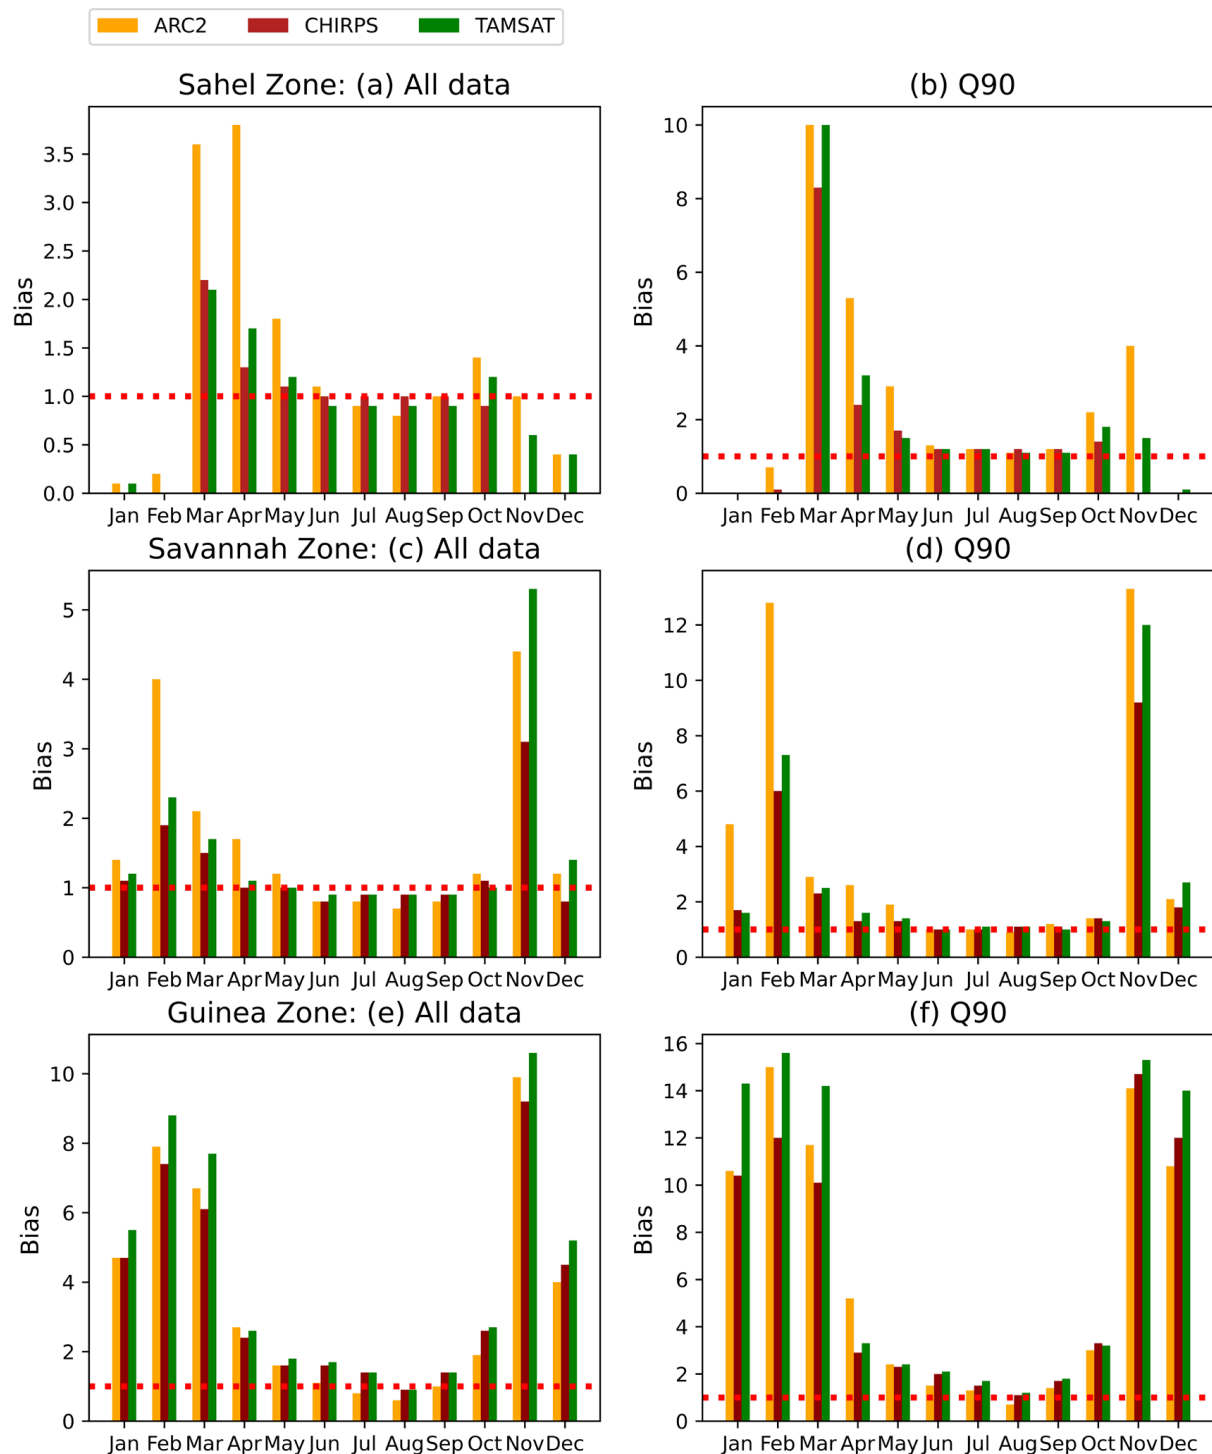 ARC2 CHIRPS TAMSAT
Sahel Zone: (a) All data
Bias
3.5
3.0
2.5
2.0
1.5
1.0
0.5
0.0
Jan Feb Mar Apr May Jun Jul Aug Sep Oct Nov Dec
(b) Q90
Bias
10
8
6
4
2
0
Jan Feb Mar Apr May Jun Jul Aug Sep Oct Nov Dec
Savannah Zone: (c) All data
Bias
5
4
3
2
1
0
Jan Feb Mar Apr May Jun Jul Aug Sep Oct Nov Dec
(d) Q90
Bias
12
10
8
6
4
2
0
Jan Feb Mar Apr May Jun Jul Aug Sep Oct Nov Dec
Guinea Zone: (e) All data
Bias
10
8
6
4
2
0
Jan Feb Mar Apr May Jun Jul Aug Sep Oct Nov Dec
(f) Q90
Bias
16
14
12
10
8
6
4
2
0
Jan Feb Mar Apr May Jun Jul Aug Sep Oct Nov Dec